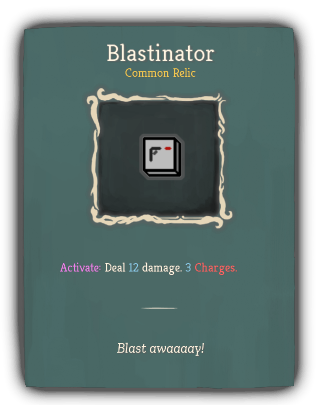 Blastinator
Common Relic
Activate: Deal 12 damage. 3 Charges.
Blast awaaaay!